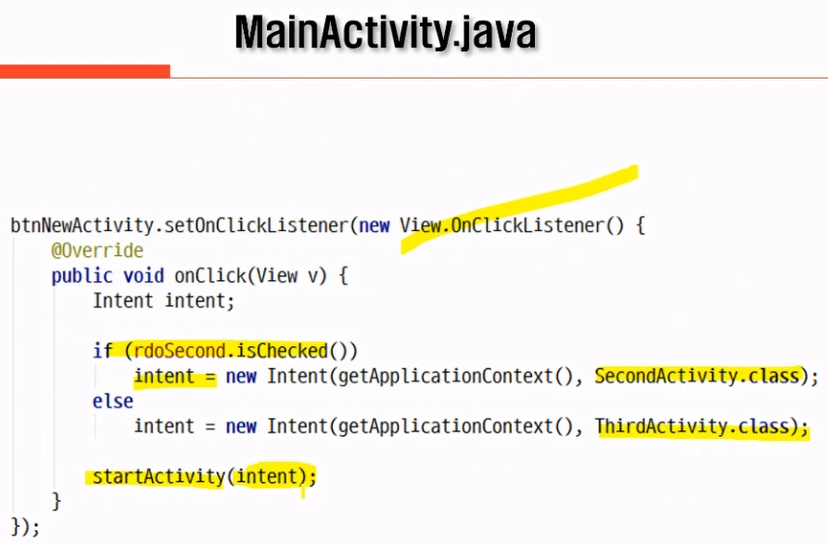 MainActivity.java
btnNewActivity.setOnClickListener(new View.OnClickListener() {
@Override
public void onClick(View v) {
Intent intent;
if (rdoSecond.isChecked())
intent = new Intent(getApplicationContext(), SecondActivity.class);
else
intent = new Intent(getApplicationContext(), ThirdActivity.class);
startActivity(intent);
}
});